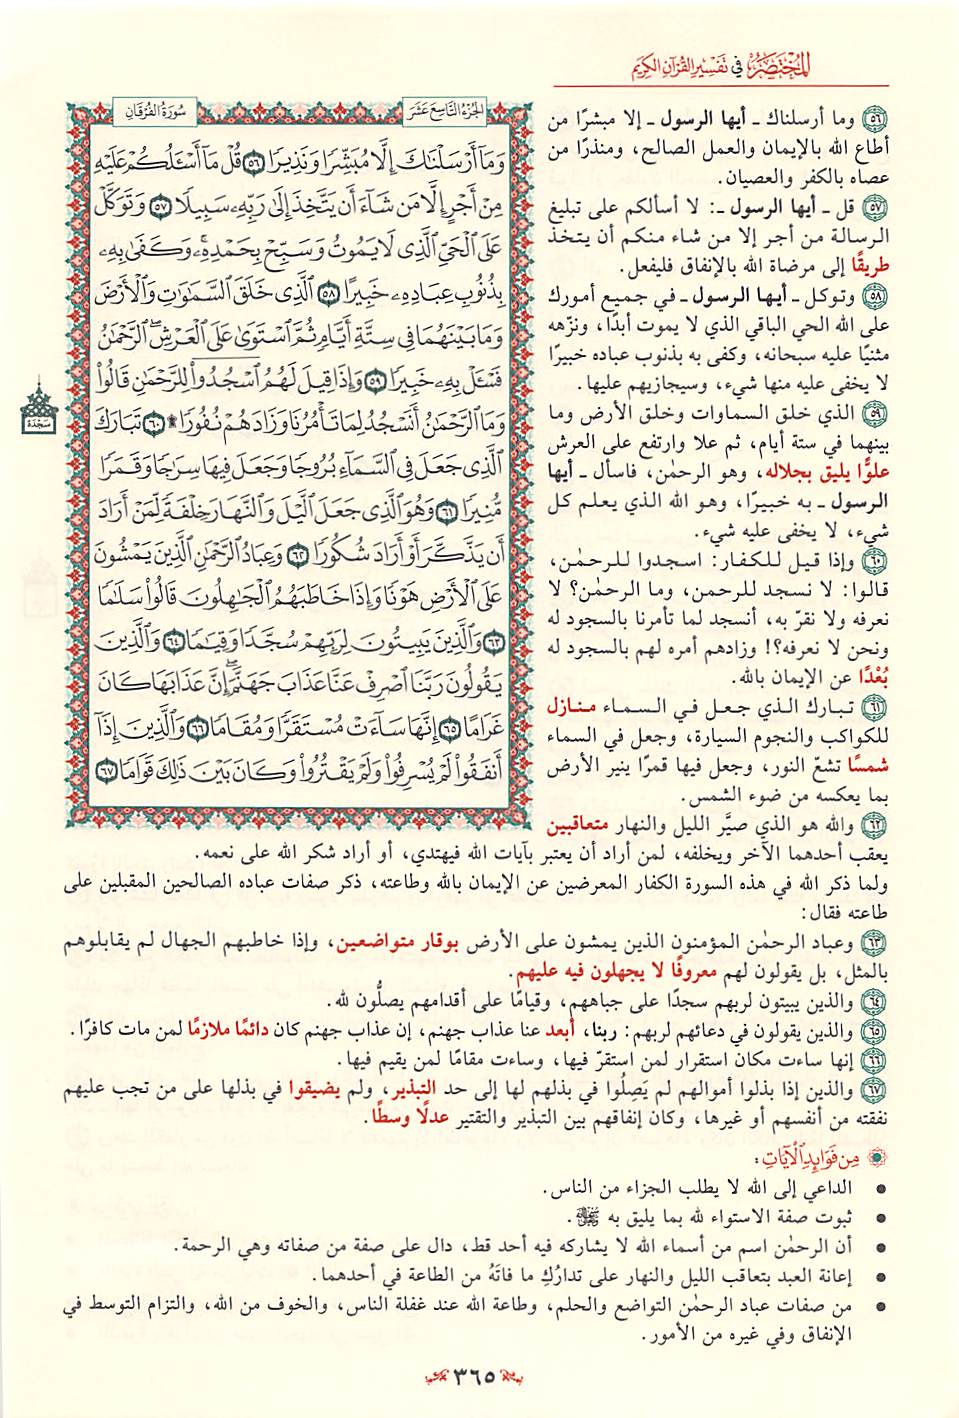 المختصر في تفسير القرآن الكريم
سورة الفرقان
الجزء التاسع عشر
وَمَآ أَرْسَلْنَٰكَ إِلَّا مُبَشِّرًا وَنَذِيرًا ٥٦ قُلْ مَآ أَسْـَٔلُكُمْ عَلَيْهِ
مِنْ أَجْرٍ إِلَّا مَن شَآءَ أَن يَتَّخِذَ إِلَىٰ رَبِّهِۦ سَبِيلًا ٥٧ وَتَوَكَّلْ
عَلَى ٱلْحَىِّ ٱلَّذِى لَا يَمُوتُ وَسَبِّحْ بِحَمْدِهِۦ ۚ وَكَفَىٰ بِهِۦ
بِذُنُوبِ عِبَادِهِۦ خَبِيرًا ٥٨ ٱلَّذِى خَلَقَ ٱلسَّمَٰوَٰتِ وَٱلْأَرْضَ
وَمَا بَيْنَهُمَا فِى سِتَّةِ أَيَّامٍ ثُمَّ ٱسْتَوَىٰ عَلَى ٱلْعَرْشِ ۖ ٱلرَّحْمَٰنُ
فَسْـَٔلْ بِهِۦ خَبِيرًا ٥٩ وَإِذَا قِيلَ لَهُمُ ٱسْجُدُوا۟ لِلرَّحْمَٰنِ قَالُوا۟
وَمَا ٱلرَّحْمَٰنُ أَنَسْجُدُ لِمَا تَأْمُرُنَا وَزَادَهُمْ نُفُورًا ۩ ٦٠ تَبَارَكَ
ٱلَّذِى جَعَلَ فِى ٱلسَّمَآءِ بُرُوجًا وَجَعَلَ فِيهَا سِرَٰجًا وَقَمَرًا
مُّنِيرًا ٦١ وَهُوَ ٱلَّذِى جَعَلَ ٱلَّيْلَ وَٱلنَّهَارَ خِلْفَةً لِّمَنْ أَرَادَ
أَن يَذَّكَّرَ أَوْ أَرَادَ شُكُورًا ٦٢ وَعِبَادُ ٱلرَّحْمَٰنِ ٱلَّذِينَ يَمْشُونَ
عَلَى ٱلْأَرْضِ هَوْنًا وَإِذَا خَاطَبَهُمُ ٱلْجَٰهِلُونَ قَالُوا۟ سَلَٰمًا
٦٣ وَٱلَّذِينَ يَبِيتُونَ لِرَبِّهِمْ سُجَّدًا وَقِيَٰمًا ٦٤ وَٱلَّذِينَ
يَقُولُونَ رَبَّنَا ٱصْرِفْ عَنَّا عَذَابَ جَهَنَّمَ ۖ إِنَّ عَذَابَهَا كَانَ
غَرَامًا ٦٥ إِنَّهَا سَآءَتْ مُسْتَقَرًّا وَمُقَامًا ٦٦ وَٱلَّذِينَ إِذَآ
أَنفَقُوا۟ لَمْ يُسْرِفُوا۟ وَلَمْ يَقْتُرُوا۟ وَكَانَ بَيْنَ ذَٰلِكَ قَوَامًا ٦٧
سجدة
٥٦ وما أرسلناك ـ أيها الرسول ـ إلا مبشرًا من
أطاع الله بالإيمان والعمل الصالح، ومنذرًا من
عصاه بالكفر والعصيان.
٥٧ قل ـ أيها الرسول ـ: لا أسألكم على تبليغ
الرسالة من أجر إلا من شاء منكم أن يتخذ
طريقًا إلى مرضاة الله بالإنفاق فليفعل.
٥٨ وتوكل ـ أيها الرسول ـ في جميع أمورك
على الله الحي الباقي الذي لا يموت أبدًا، ونزّهه
مثنيًا عليه سبحانه، وكفى به بذنوب عباده خبيرًا
لا يخفى عليه منها شيء، وسيجازيهم عليها.
٥٩ الذي خلق السماوات وخلق الأرض وما
بينهما في ستة أيام، ثم علا وارتفع على العرش
علوًّا يليق بجلاله، وهو الرحمٰن، فاسأل ـ أيها
الرسول ـ به خبيرًا، وهو الله الذي يعلم كل
شيء، لا يخفى عليه شيء.
٦٠ وإذا قيل للكفار: اسجدوا للرحمٰن،
قالوا: لا نسجد للرحمن، وما الرحمٰن؟ لا
نعرفه ولا نقرّ به، أنسجد لما تأمرنا بالسجود له
ونحن لا نعرفه؟! وزادهم أمره لهم بالسجود له
بُعْدًا عن الإيمان بالله.
٦١ تبارك الذي جعل في السماء منازل
للكواكب والنجوم السيارة، وجعل في السماء
شمسًا تشعّ النور، وجعل فيها قمرًا ينير الأرض
بما يعكسه من ضوء الشمس.
٦٢ والله هو الذي صيَّر الليل والنهار متعاقبين
يعقب أحدهما الآخر ويخلفه، لمن أراد أن يعتبر بآيات الله فيهتدي، أو أراد شكر الله على نعمه.
ولما ذكر الله في هذه السورة الكفار المعرضين عن الإيمان بالله وطاعته، ذكر صفات عباده الصالحين المقبلين على
طاعته فقال:
٦٣ وعباد الرحمٰن المؤمنون الذين يمشون على الأرض بوقار متواضعين، وإذا خاطبهم الجهال لم يقابلوهم
بالمثل، بل يقولون لهم معروفًا لا يجهلون فيه عليهم.
٦٤ والذين يبيتون لربهم سجدًا على جباههم، وقيامًا على أقدامهم يصلُّون لله.
٦٥ والذين يقولون في دعائهم لربهم: ربنا، أبعد عنا عذاب جهنم، إن عذاب جهنم كان دائمًا ملازمًا لمن مات كافرًا.
٦٦ إنها ساءت مكان استقرار لمن استقرّ فيها، وساءت مقامًا لمن يقيم فيها.
٦٧ والذين إذا بذلوا أموالهم لم يَصِلُوا في بذلهم لها إلى حد التبذير، ولم يضيقوا في بذلها على من تجب عليهم
نفقته من أنفسهم أو غيرها، وكان إنفاقهم بين التبذير والتقتير عدلًا وسطًا.
من فوائد الآيات:
● الداعي إلى الله لا يطلب الجزاء من الناس.
● ثبوت صفة الاستواء لله بما يليق به ﷻ.
● أن الرحمٰن اسم من أسماء الله لا يشاركه فيه أحد قط، دال على صفة من صفاته وهي الرحمة.
● إعانة العبد بتعاقب الليل والنهار على تدارُكِ ما فاتَهُ من الطاعة في أحدهما.
● من صفات عباد الرحمٰن التواضع والحلم، وطاعة الله عند غفلة الناس، والخوف من الله، والتزام التوسط في
الإنفاق وفي غيره من الأمور.
٣٦٥